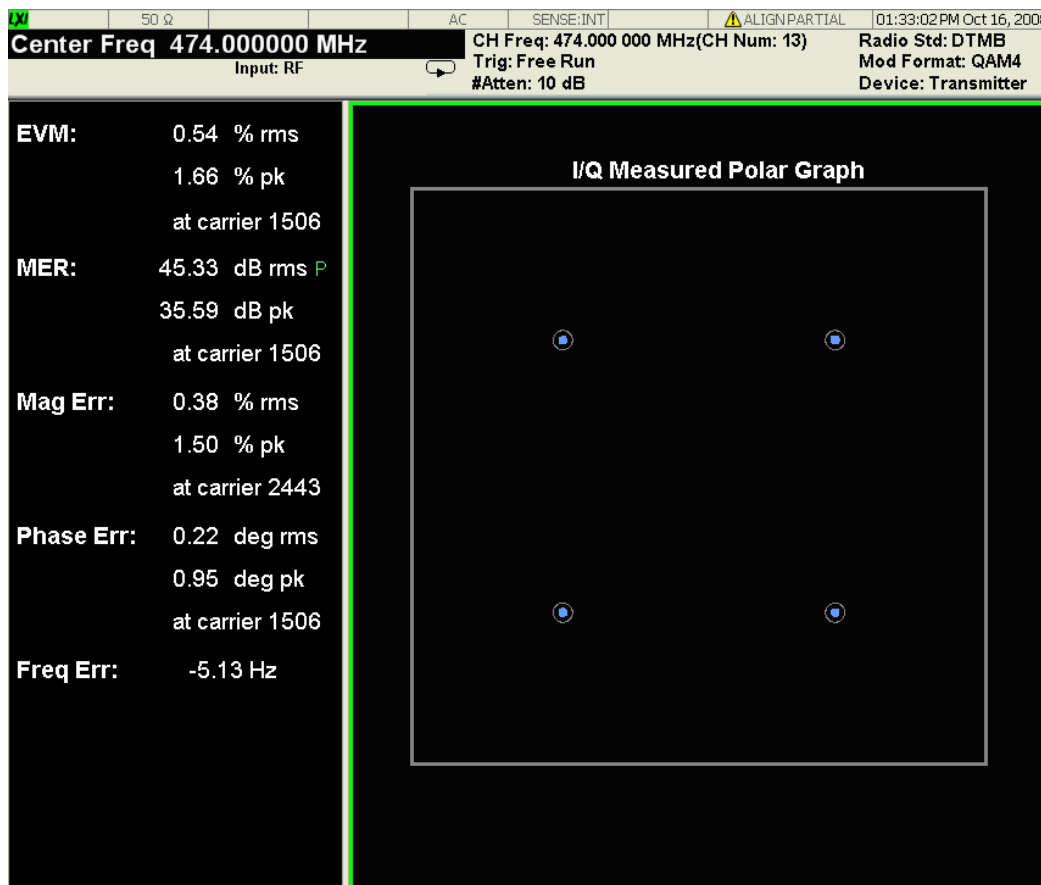 LXI 50 Ω AC SENSE:INT ALIGN PARTIAL 01:33:02 PM Oct 16, 200
Center Freq 474.000000 MHz
Input: RF
CH Freq: 474.000 000 MHz(CH Num: 13)
Trig: Free Run
#Atten: 10 dB
Radio Std: DTMB
Mod Format: QAM4
Device: Transmitter
EVM: 0.54 % rms
1.66 % pk
at carrier 1506
MER: 45.33 dB rms P
35.59 dB pk
at carrier 1506
Mag Err: 0.38 % rms
1.50 % pk
at carrier 2443
Phase Err: 0.22 deg rms
0.95 deg pk
at carrier 1506
Freq Err: -5.13 Hz
I/Q Measured Polar Graph